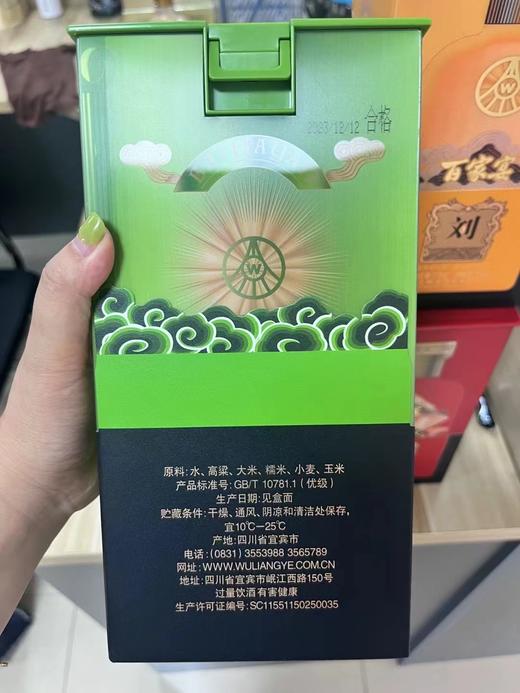 2023/12/12 合格
W
W
百家宴
刘
原料:水、高梁、大米、糯米、小麦、玉米
产品标准号:GB/T 10781.1(优级)
生产日期:见盒面
贮藏条件:干燥、通风、阴凉和清洁处保存,
宜10℃—25℃
产地:四川省宜宾市
电话:(0831) 3553988 3565789
网址:WWW.WULIANGYE.COM.CN
地址:四川省宜宾市岷江西路150号
过量饮酒 有害健康
生产许可证编号:SC11551150250035